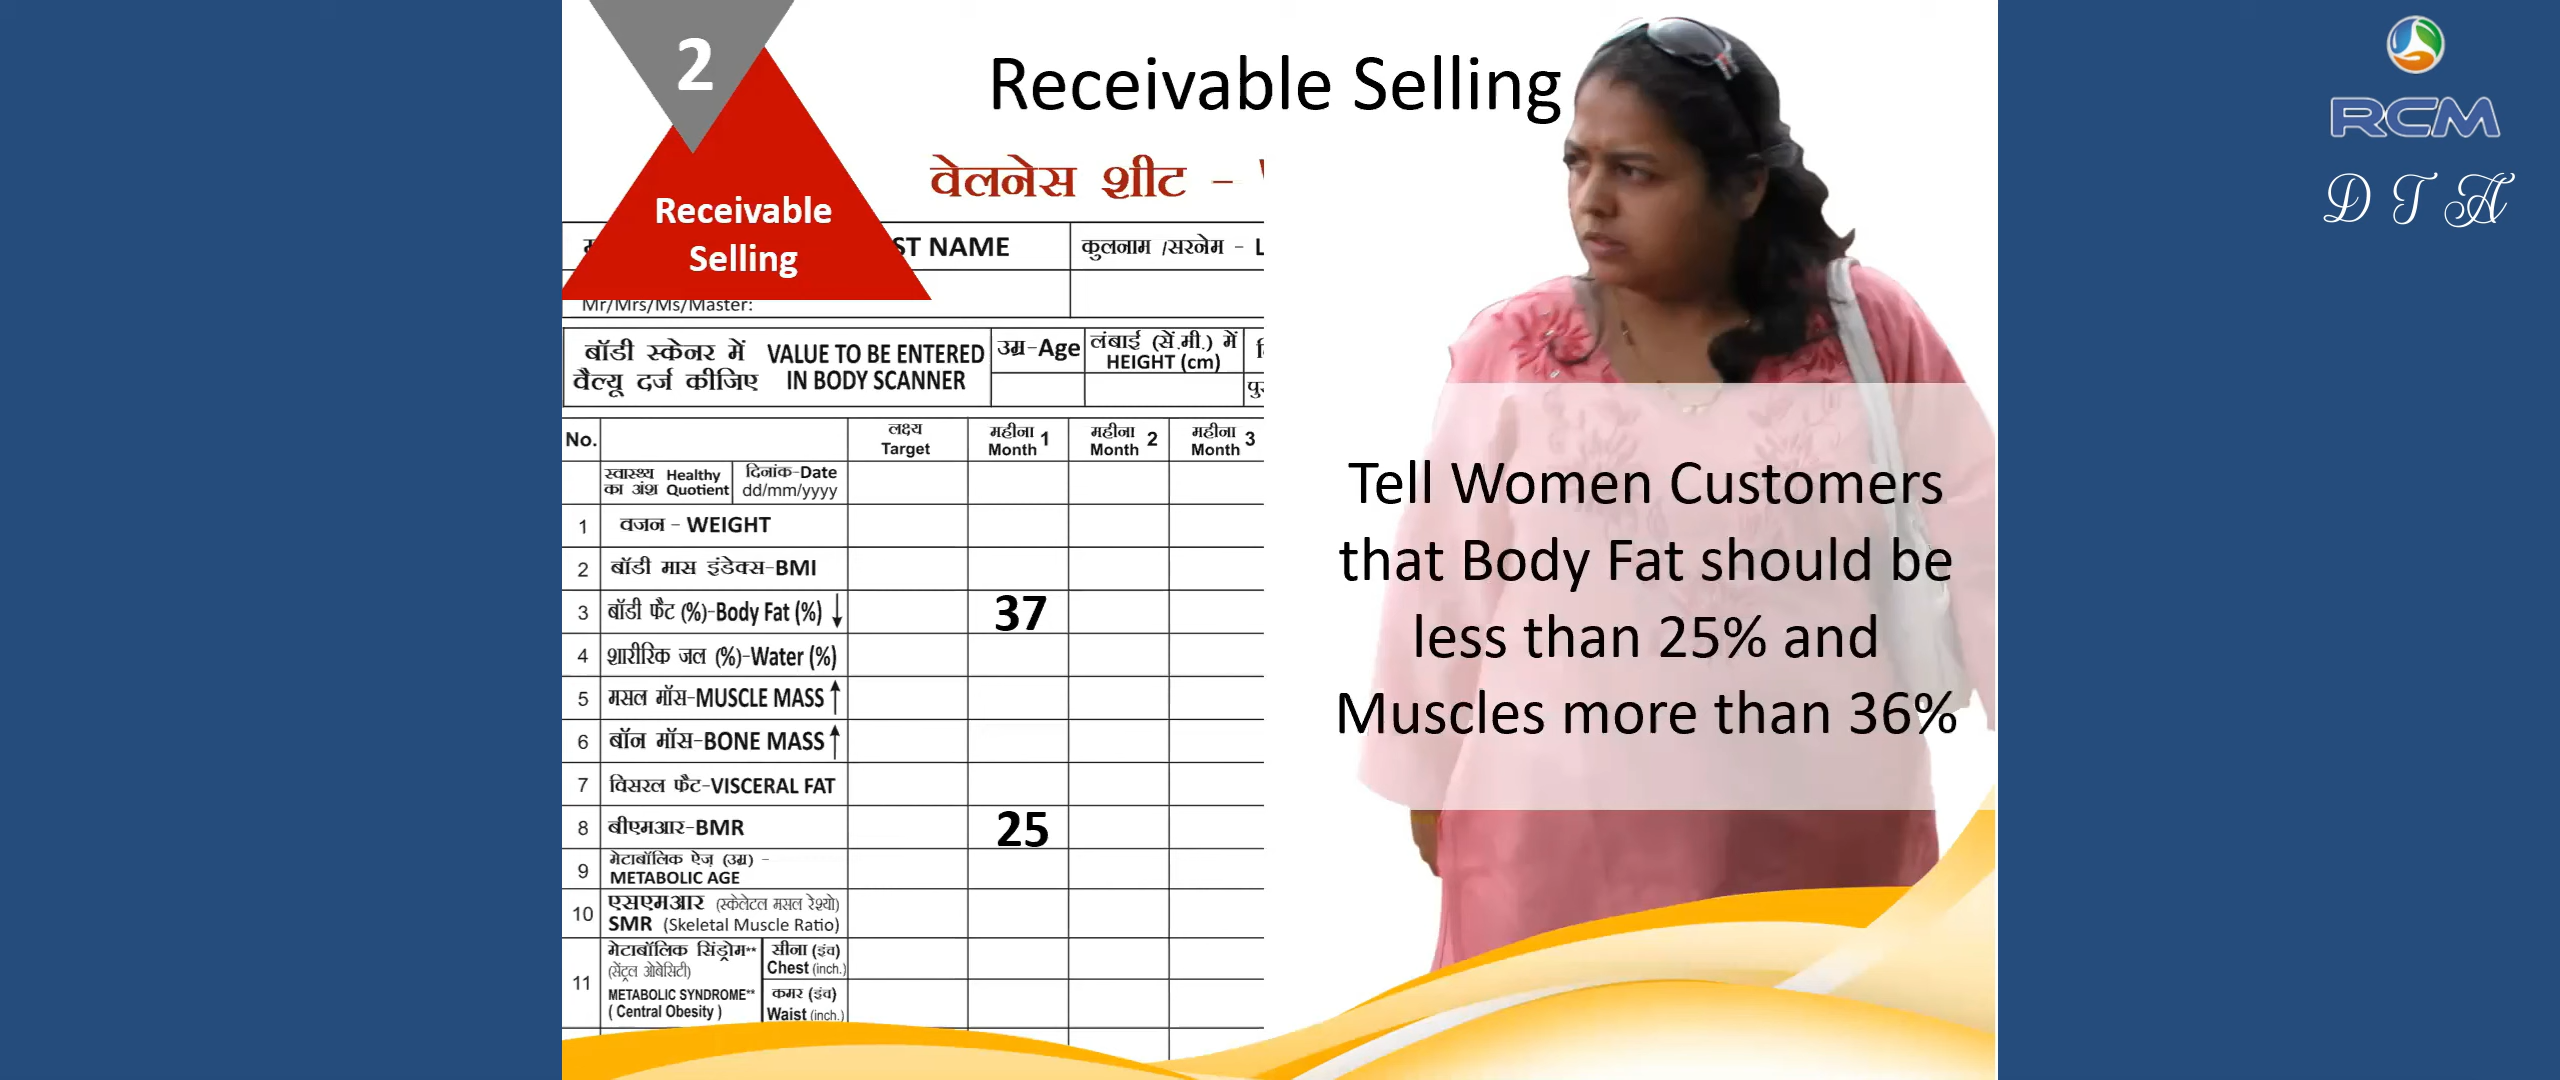 2
Receivable Selling
Receivable
Selling
वेलनेस शीट -
ST NAME
कुलनाम /सरनेम - L
Mr/Mrs/Ms/Master:
बॉडी स्केनर में VALUE TO BE ENTERED
वैल्यू दर्ज कीजिए IN BODY SCANNER
उम्र-Age
लंबाई (सें.मी.) में
HEIGHT (cm)
No.
लक्ष्य
Target
महीना 1
Month
महीना 2
Month
महीना 3
Month
स्वास्थ्य Healthy
का अंश Quotient
दिनांक-Date
dd/mm/yyyy
1 वजन - WEIGHT
2 बॉडी मास इंडेक्स-BMI
3 बॉडी फैट (%)-Body Fat (%) ↓ 37
4 शारीरिक जल (%)-Water (%)
5 मसल मॉस-MUSCLE MASS ↑
6 बॉन मॉस-BONE MASS ↑
7 विसरल फैट-VISCERAL FAT
8 बीएमआर-BMR 25
9 मेटाबॉलिक ऐज़ (उम्र) -
METABOLIC AGE
10 एसएमआर (स्केलेटल मसल रेश्यो)
SMR (Skeletal Muscle Ratio)
11 मेटाबॉलिक सिंड्रोम**
(सेंट्रल ओबेसिटी)
METABOLIC SYNDROME**
( Central Obesity )
सीना (इंच)
Chest (inch.)
कमर (इंच)
Waist (inch.)
Tell Women Customers
that Body Fat should be
less than 25% and
Muscles more than 36%
RCM
D T A